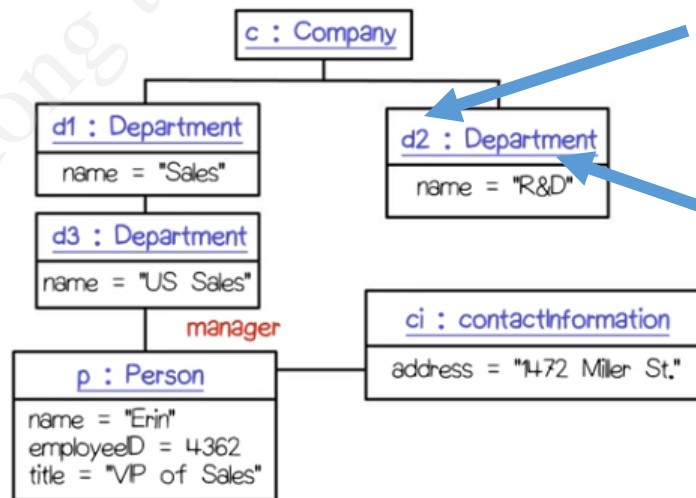 c : Company
d1 : Department
name = "Sales"
d2 : Department
name = "R&D"
d3 : Department
name = "US Sales"
manager
p : Person
name = "Erin"
employeeID = 4362
title = "VP of Sales"
ci : contactInformation
address = "1472 Miller St."